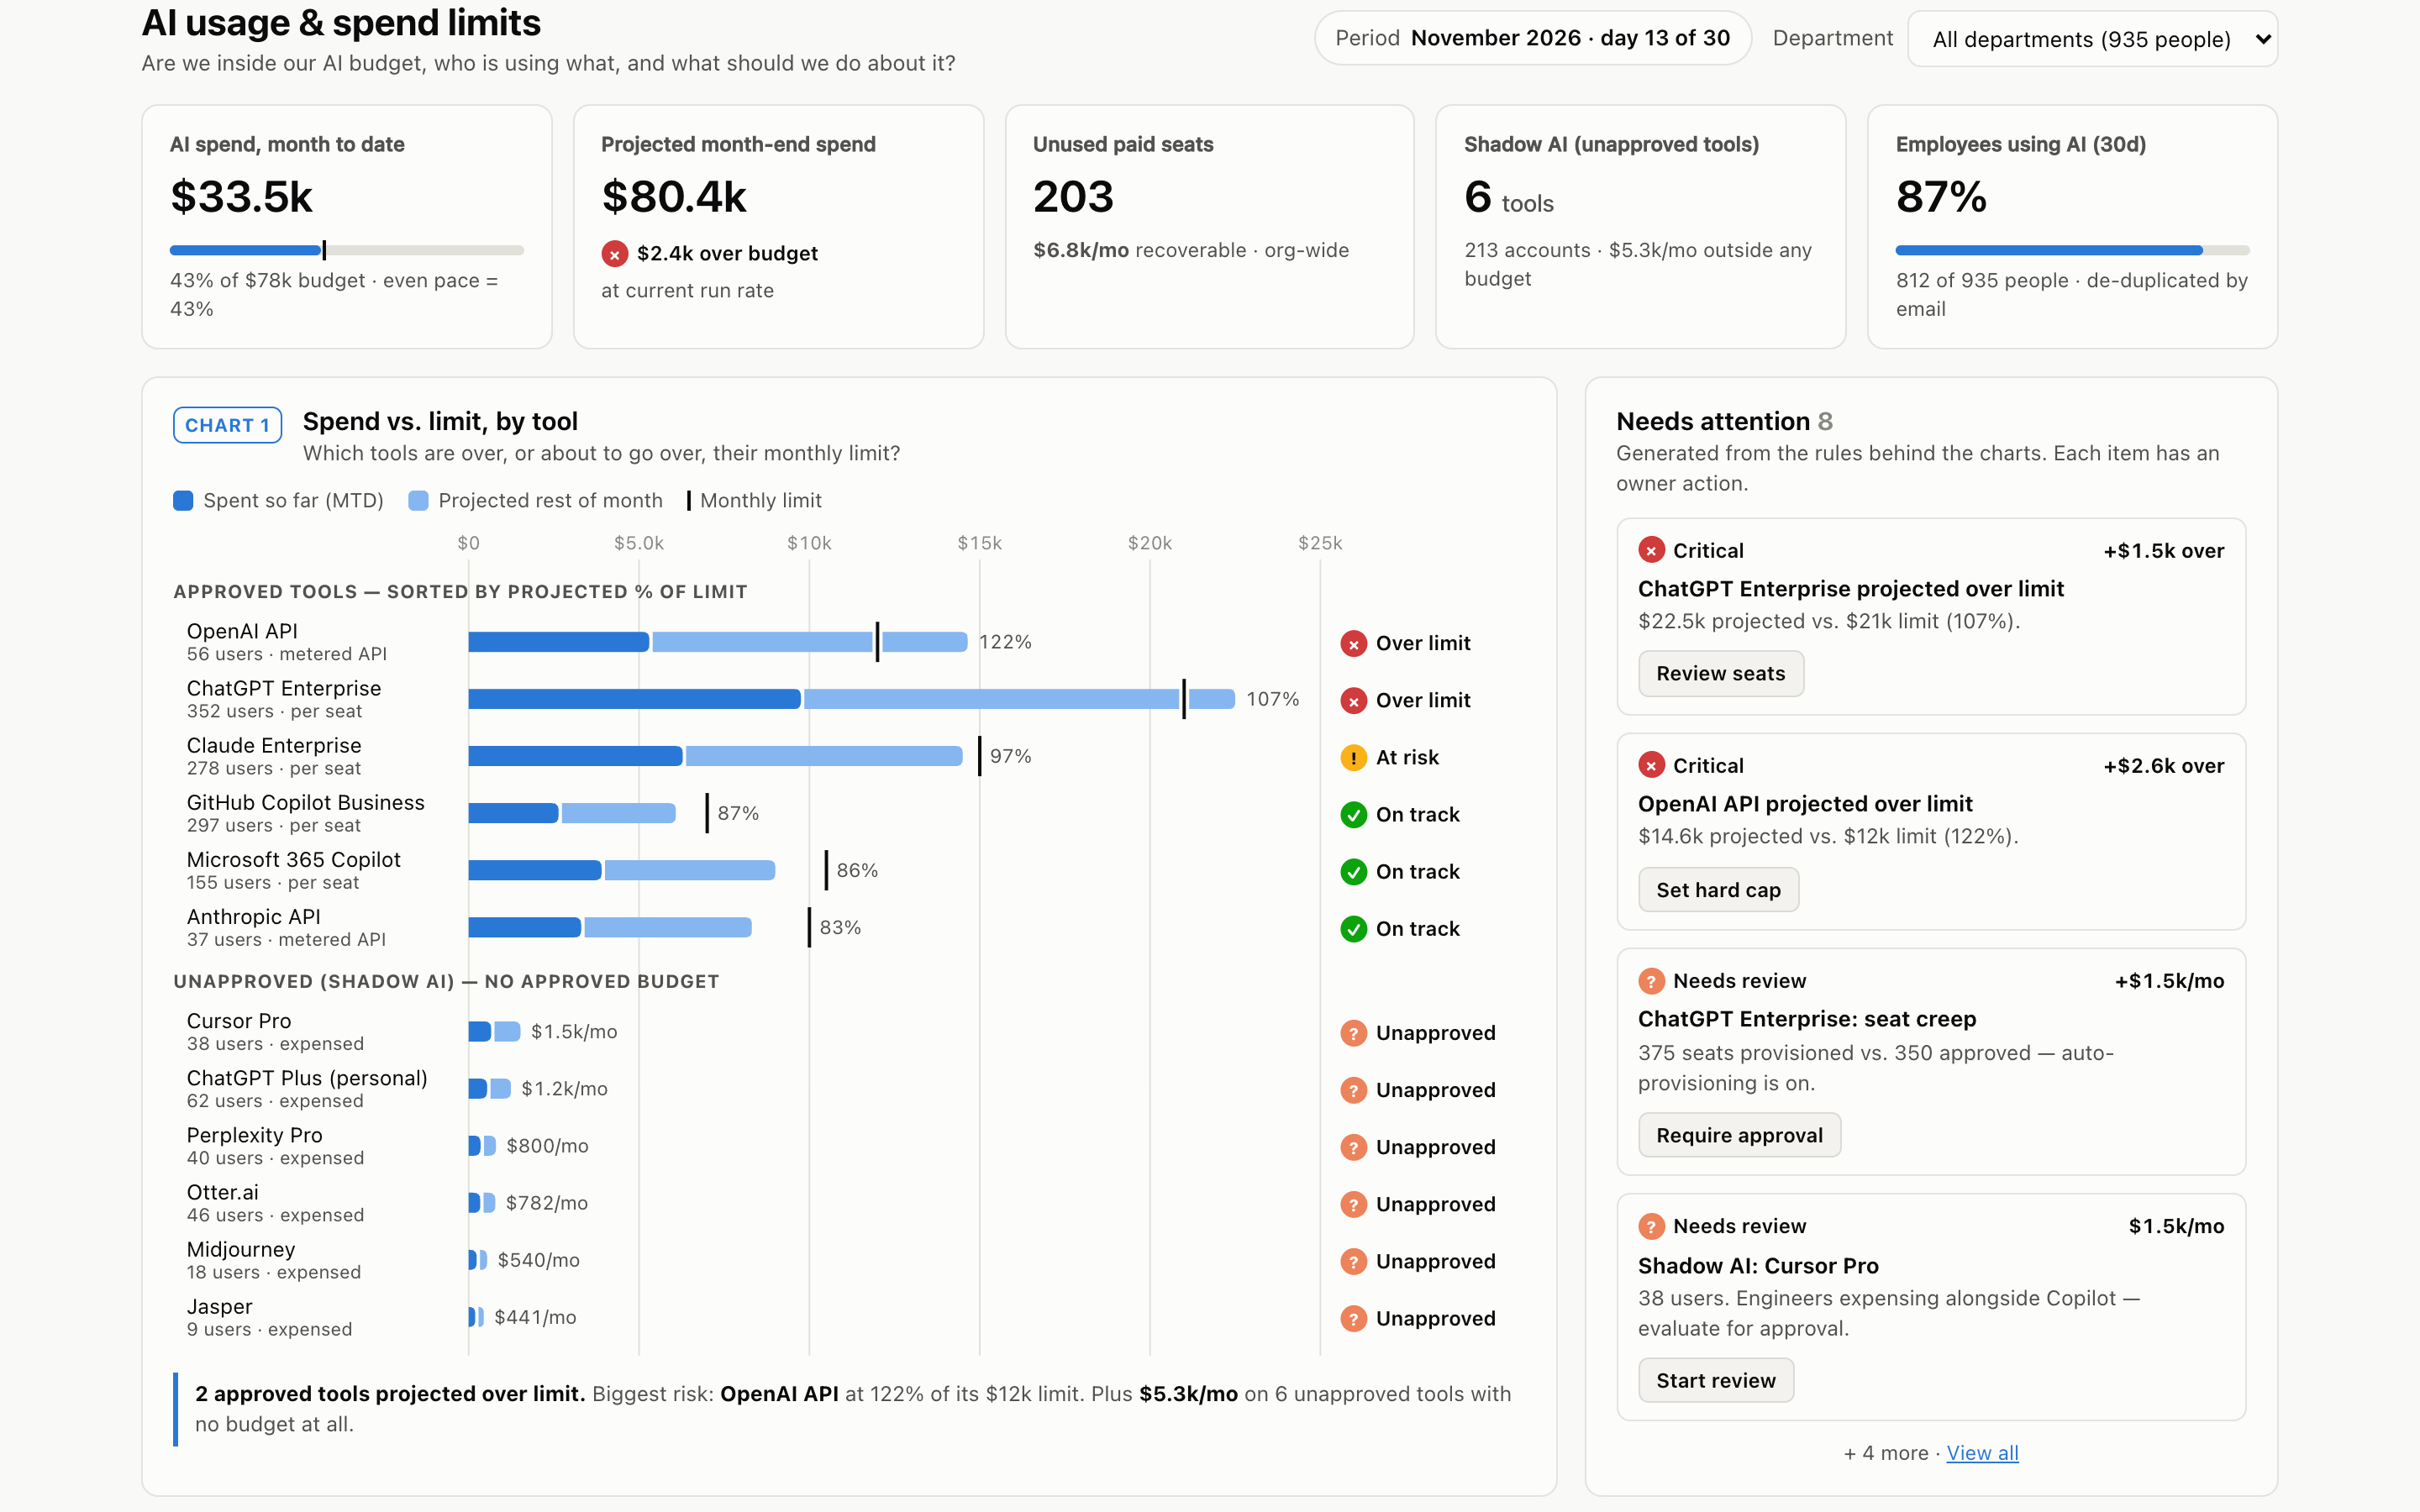 AI usage & spend limits
Are we inside our AI budget, who is using what, and what should we do about it?
Period November 2026 · day 13 of 30
Department
All departments (935 people)
AI spend, month to date
$33.5k
43% of $78k budget · even pace =
43%
Projected month-end spend
$80.4k
$2.4k over budget
at current run rate
Unused paid seats
203
$6.8k/mo recoverable · org-wide
Shadow AI (unapproved tools)
6 tools
213 accounts · $5.3k/mo outside any
budget
Employees using AI (30d)
87%
812 of 935 people · de-duplicated by
email
CHART 1
Spend vs. limit, by tool
Which tools are over, or about to go over, their monthly limit?
Spent so far (MTD)
Projected rest of month
Monthly limit
$0 $5.0k $10k $15k $20k $25k
APPROVED TOOLS — SORTED BY PROJECTED % OF LIMIT
OpenAI API
56 users · metered API
122%
Over limit
ChatGPT Enterprise
352 users · per seat
107%
Over limit
Claude Enterprise
278 users · per seat
97%
At risk
GitHub Copilot Business
297 users · per seat
87%
On track
Microsoft 365 Copilot
155 users · per seat
86%
On track
Anthropic API
37 users · metered API
83%
On track
UNAPPROVED (SHADOW AI) — NO APPROVED BUDGET
Cursor Pro
38 users · expensed
$1.5k/mo
Unapproved
ChatGPT Plus (personal)
62 users · expensed
$1.2k/mo
Unapproved
Perplexity Pro
40 users · expensed
$800/mo
Unapproved
Otter.ai
46 users · expensed
$782/mo
Unapproved
Midjourney
18 users · expensed
$540/mo
Unapproved
Jasper
9 users · expensed
$441/mo
Unapproved
2 approved tools projected over limit. Biggest risk: OpenAI API at 122% of its $12k limit. Plus $5.3k/mo on 6 unapproved tools with
no budget at all.
Needs attention 8
Generated from the rules behind the charts. Each item has an
owner action.
Critical
+$1.5k over
ChatGPT Enterprise projected over limit
$22.5k projected vs. $21k limit (107%).
Review seats
Critical
+$2.6k over
OpenAI API projected over limit
$14.6k projected vs. $12k limit (122%).
Set hard cap
Needs review
+$1.5k/mo
ChatGPT Enterprise: seat creep
375 seats provisioned vs. 350 approved — auto-
provisioning is on.
Require approval
Needs review
$1.5k/mo
Shadow AI: Cursor Pro
38 users. Engineers expensing alongside Copilot —
evaluate for approval.
Start review
+ 4 more · View all